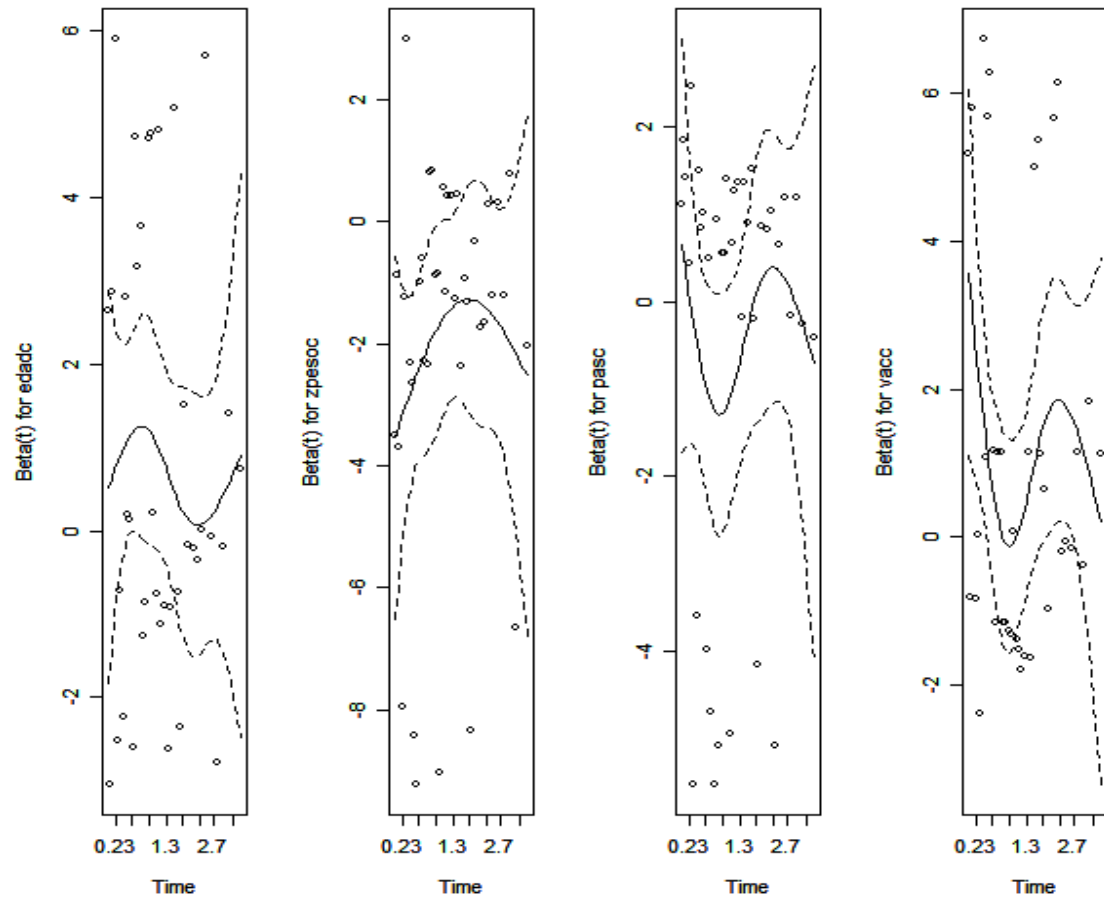 Beta(t) for edadc
6
4
2
0
-2
0.23 1.3 2.7
Time
Beta(t) for zpesoc
2
0
-2
-4
-6
-8
0.23 1.3 2.7
Time
Beta(t) for pasc
2
0
-2
-4
0.23 1.3 2.7
Time
Beta(t) for vacc
6
4
2
0
-2
0.23 1.3 2.7
Time